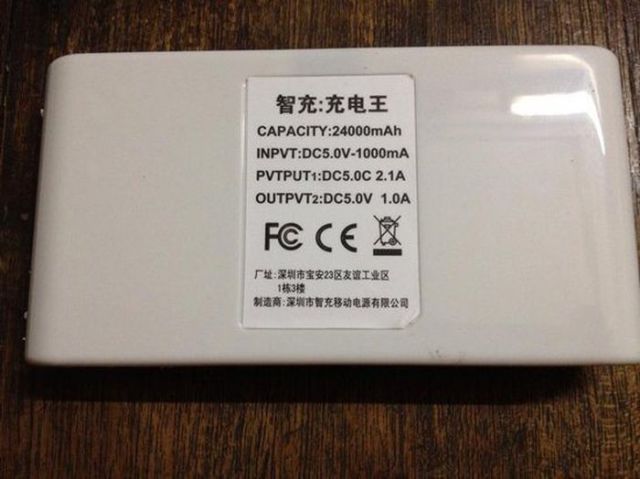 智充:充电王
CAPACITY:24000mAh
INPVT:DC5.0V-1000mA
PVTPUT1:DC5.0C 2.1A
OUTPVT2:DC5.0V 1.0A
FC CE
厂址:深圳市宝安23区友谊工业区
1栋3楼
制造商:深圳市智充移动电源有限公司